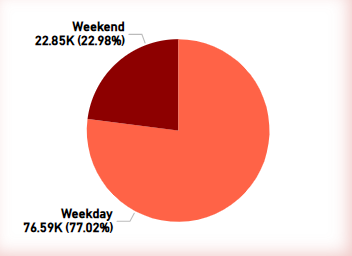 Weekend
22.85K (22.98%)
Weekday
76.59K (77.02%)